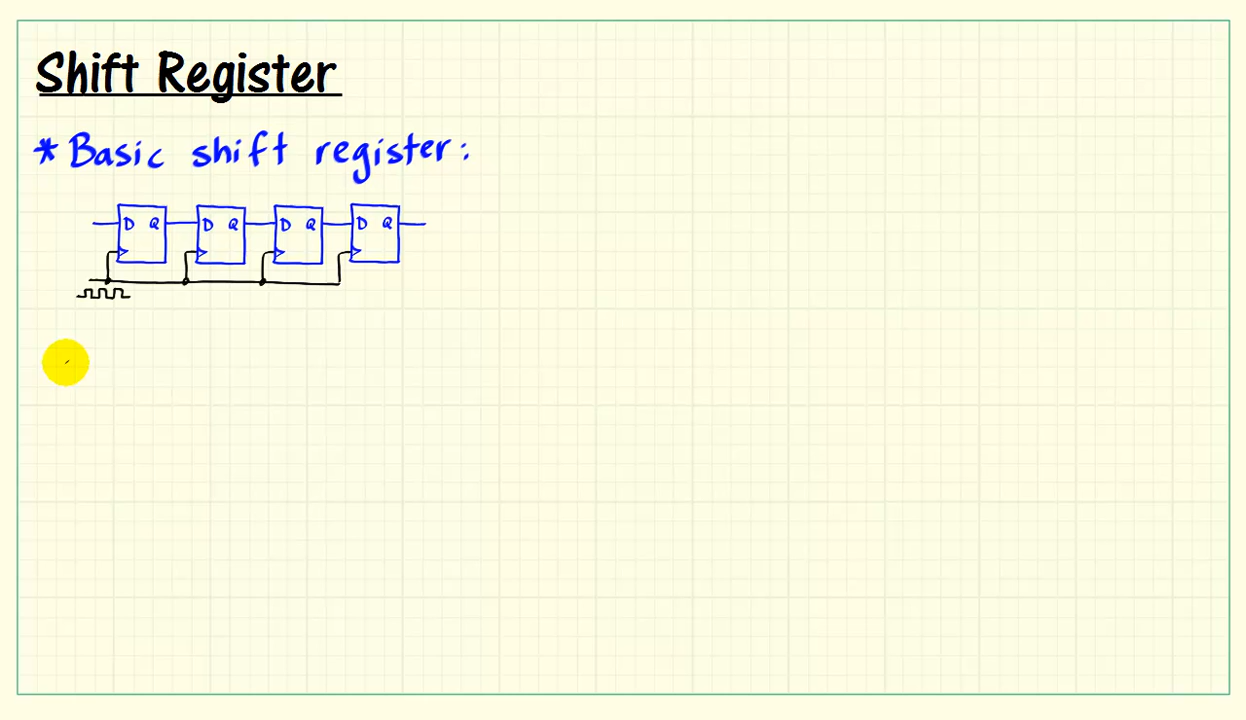 Shift Register
* Basic shift register:
D Q D Q D Q D Q